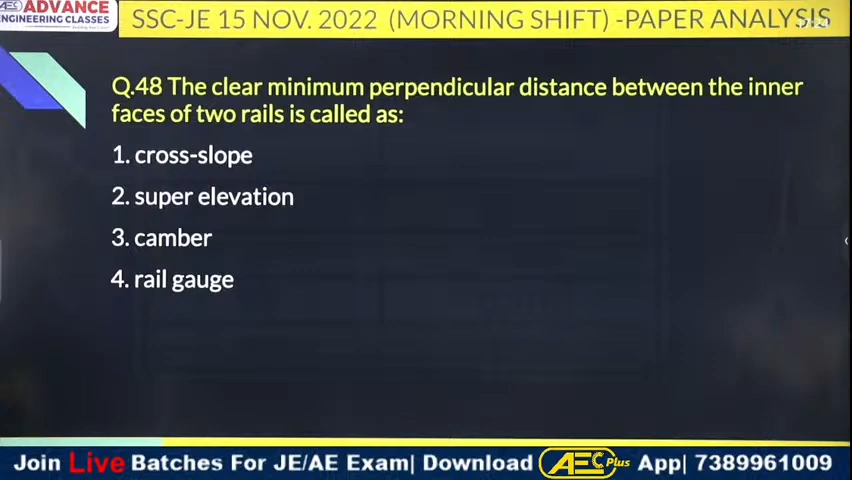 AEC ADVANCE
ENGINEERING CLASSES
SSC-JE 15 NOV. 2022 (MORNING SHIFT) -PAPER ANALYSIS
Q.48 The clear minimum perpendicular distance between the inner
faces of two rails is called as:
1. cross-slope
2. super elevation
3. camber
4. rail gauge
Join Live Batches For JE/AE Exam| Download AEC Plus App| 7389961009